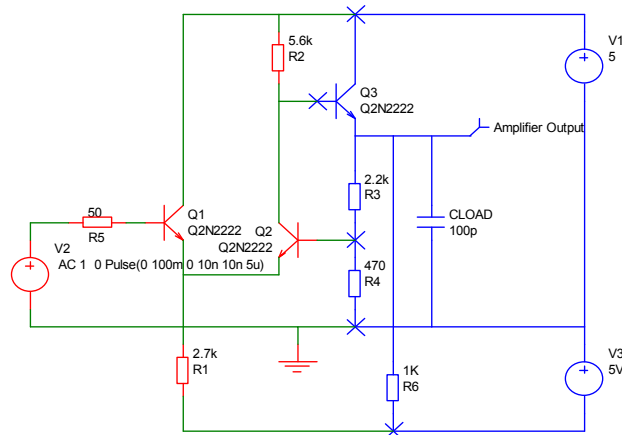 5.6k
R2
V1
5
Q3
Q2N2222
Amplifier Output
2.2k
R3
50
R5
Q1
Q2N2222
Q2
Q2N2222
CLOAD
100p
V2
AC 1 0 Pulse(0 100m 0 10n 10n 5u)
470
R4
2.7k
R1
1K
R6
V3
5V